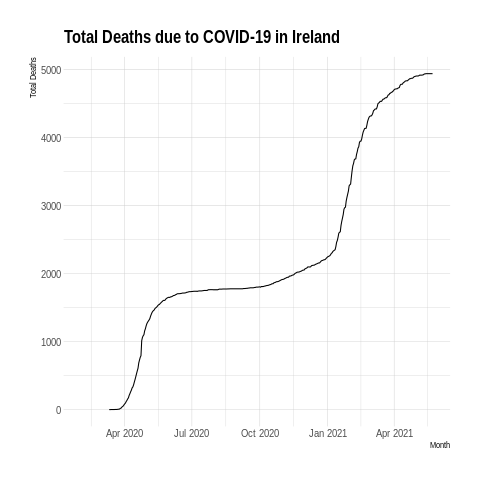 Total Deaths due to COVID-19 in Ireland
Total Deaths
5000
4000
3000
2000
1000
0
Apr 2020 Jul 2020 Oct 2020 Jan 2021 Apr 2021
Month